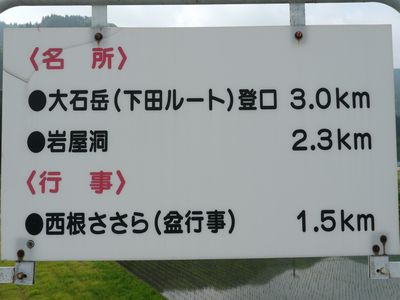 〈名 所〉
●大石岳(下田ルート)登口 3.0km
●岩屋洞 2.3km
〈行 事〉
●西根ささら(盆行事) 1.5km